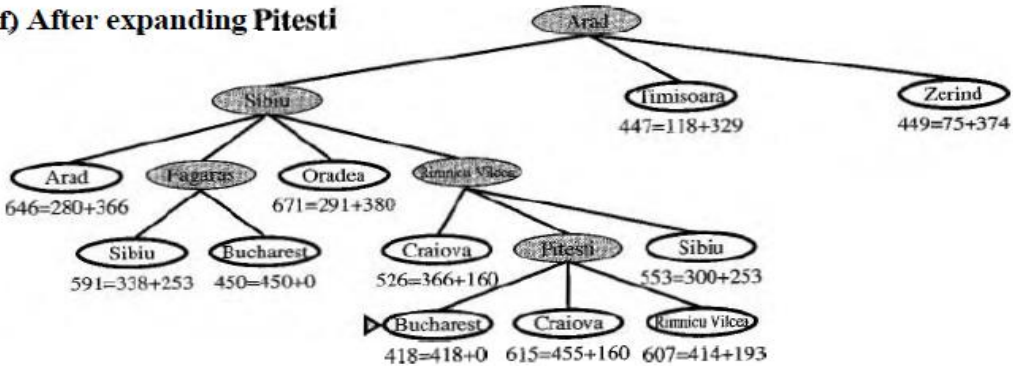 f) After expanding Pitesti
Arad
Sibiu
Timisoara
Zerind
447=118+329
449=75+374
Arad
Fagaras
Oradea
Rimnicu Vilcea
646=280+366
671=291+380
Sibiu
Bucharest
Craiova
Pitesti
Sibiu
591=338+253
450=450+0
526=366+160
553=300+253
Bucharest
Craiova
Rimnicu Vilcea
418=418+0
615=455+160
607=414+193